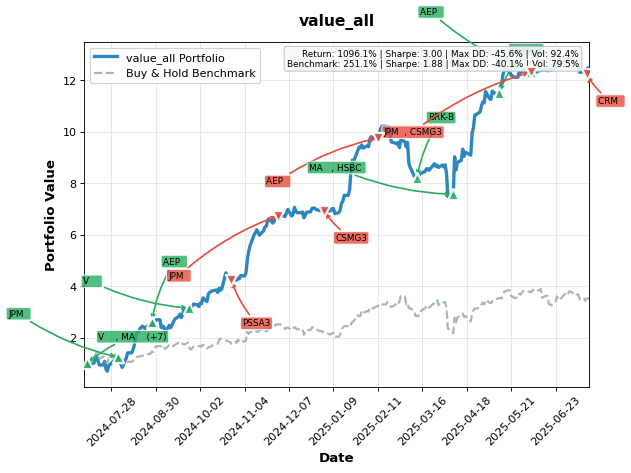 value_all
AEP
Return: 1096.1% | Sharpe: 3.00 | Max DD: -45.6% | Vol: 92.4%
Benchmark: 251.1% | Sharpe: 1.88 | Max DD: -40.1% | Vol: 79.5%
value_all Portfolio
Buy & Hold Benchmark
CRM
BRK-B
JPM , CSMG3
MA , HSBC
AEP
CSMG3
AEP
JPM
V
JPM
PSSA3
V , MA (+7)
Portfolio Value
12
10
8
6
4
2
2024-07-28
2024-08-30
2024-10-02
2024-11-04
2024-12-07
2025-01-09
2025-02-11
2025-03-16
2025-04-18
2025-05-21
2025-06-23
Date